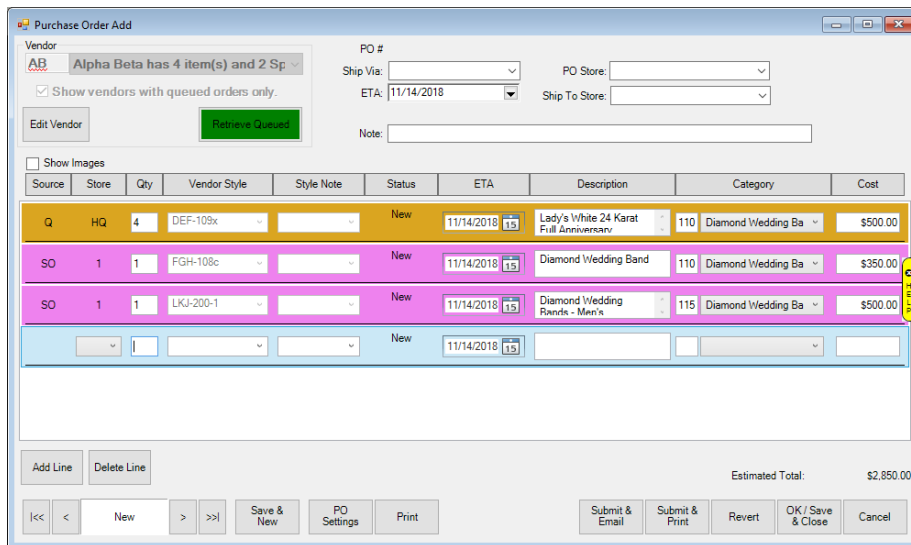 Purchase Order Add
Vendor
AB Alpha Beta has 4 item(s) and 2 Sp
Show vendors with queued orders only.
Edit Vendor Retrieve Queued
PO #
Ship Via: PO Store:
ETA: 11/14/2018 Ship To Store:
Note:
Show Images
Source Store Qty Vendor Style Style Note Status ETA Description Category Cost
Q HQ 4 DEF-109x New 11/14/2018 15 Lady's White 24 Karat 110 Diamond Wedding Ba $500.00
Full Anniversary
SO 1 1 FGH-108c New 11/14/2018 15 Diamond Wedding Band 110 Diamond Wedding Ba $350.00
SO 1 1 LKJ-200-1 New 11/14/2018 15 Diamond Wedding 115 Diamond Wedding Ba $500.00
Bands - Men's
New 11/14/2018 15
HELP
Add Line Delete Line
Estimated Total: $2,850.00
|<< < New > >>| Save & New PO Settings Print Submit & Email Submit & Print Revert OK / Save & Close Cancel